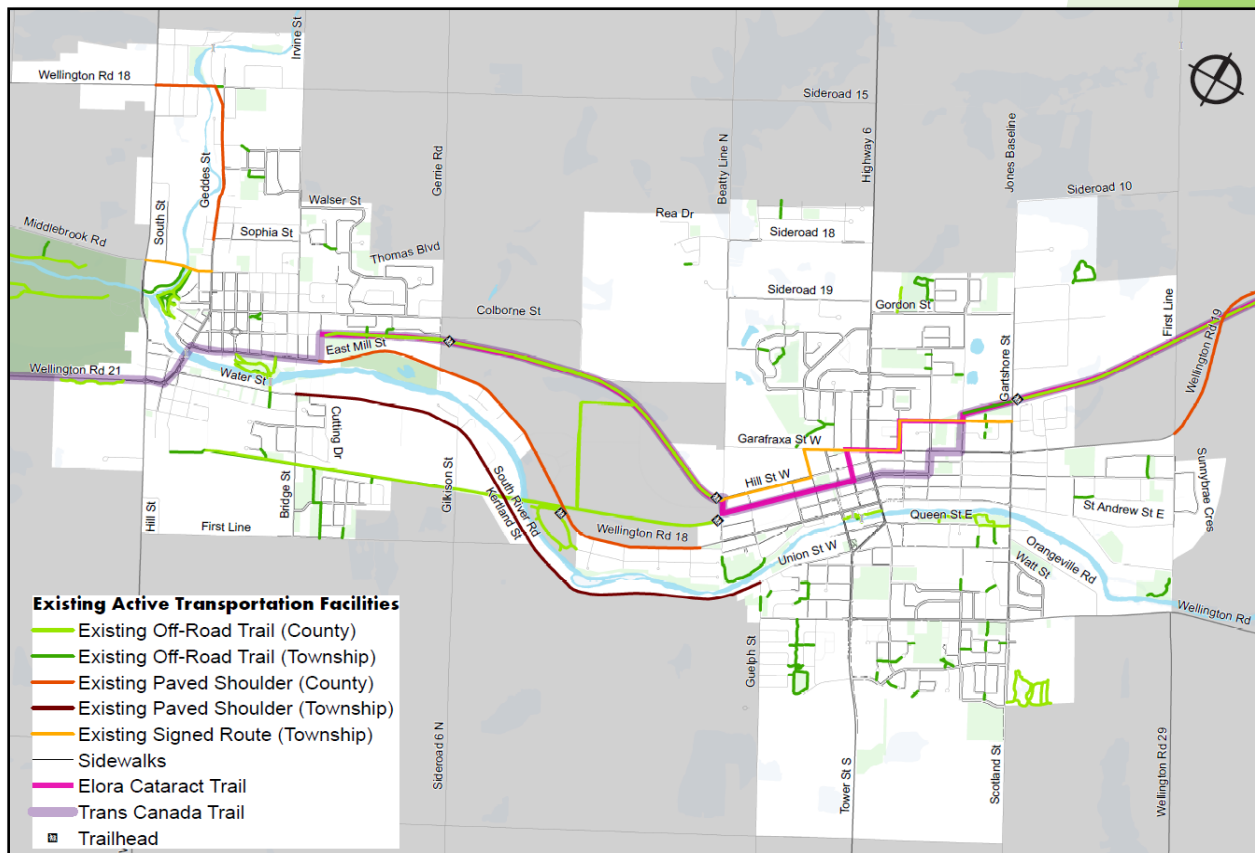 Irvine St
Wellington Rd 18
Sideroad 15
Geddes St
South St
Gerrie Rd
Beatty Line N
Highway 6
Jones Baseline
Sideroad 10
Walser St
Middlebrook Rd
Sophia St
Thomas Blvd
Rea Dr
Sideroad 18
Sideroad 19
Gordon St
Colborne St
First Line
Wellington Rd 19
East Mill St
Wellington Rd 21
Water St
Gartshore St
Cutting Dr
Garafraxa St W
Hill St W
Gilkison St
South River Rd
Kertland St
Bridge St
Hill St
First Line
Wellington Rd 18
Queen St E
St Andrew St E
Sunnybrae Cres
Union St W
Watt St
Orangeville Rd
Wellington Rd
Guelph St
Sideroad 6 N
Tower St S
Scotland St
Wellington Rd 29
Existing Active Transportation Facilities
Existing Off-Road Trail (County)
Existing Off-Road Trail (Township)
Existing Paved Shoulder (County)
Existing Paved Shoulder (Township)
Existing Signed Route (Township)
Sidewalks
Elora Cataract Trail
Trans Canada Trail
Trailhead